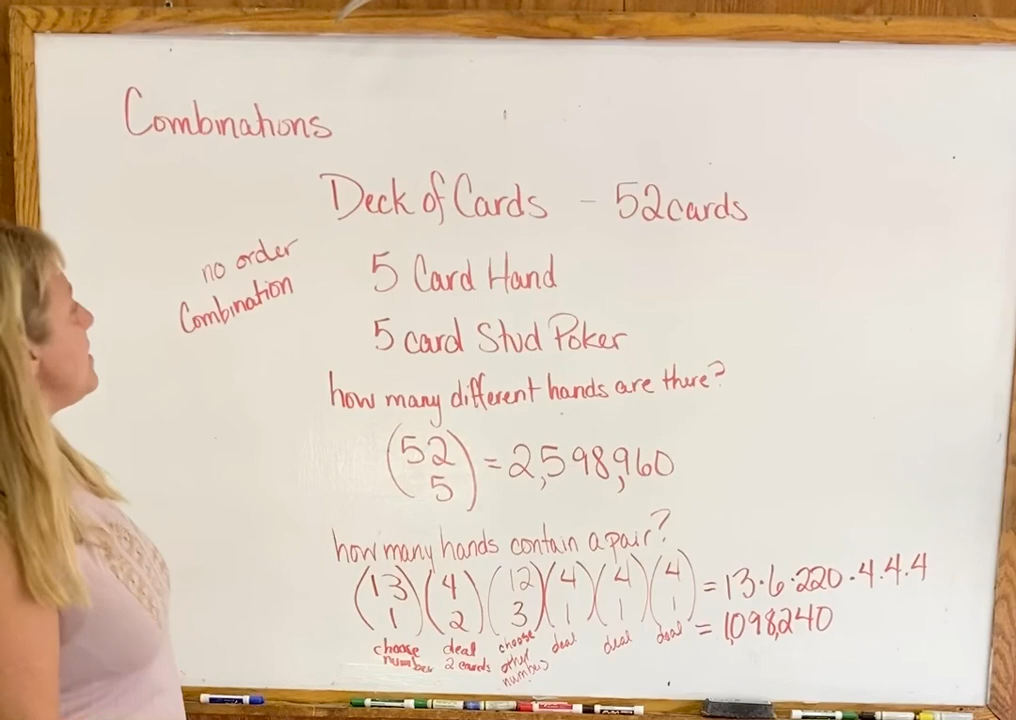 Combinations
Deck of Cards - 52 cards
no order
Combination
5 Card Hand
5 card Stud Poker
how many different hands are there?
(52 5) = 2,598,960
how many hands contain a pair?
(13 1)(4 2)(12 3)(4 1)(4 1)(4 1) = 13·6·220·4·4·4
= 1,098,240
choose number
deal 2 cards
choose other numbers
deal
deal
deal